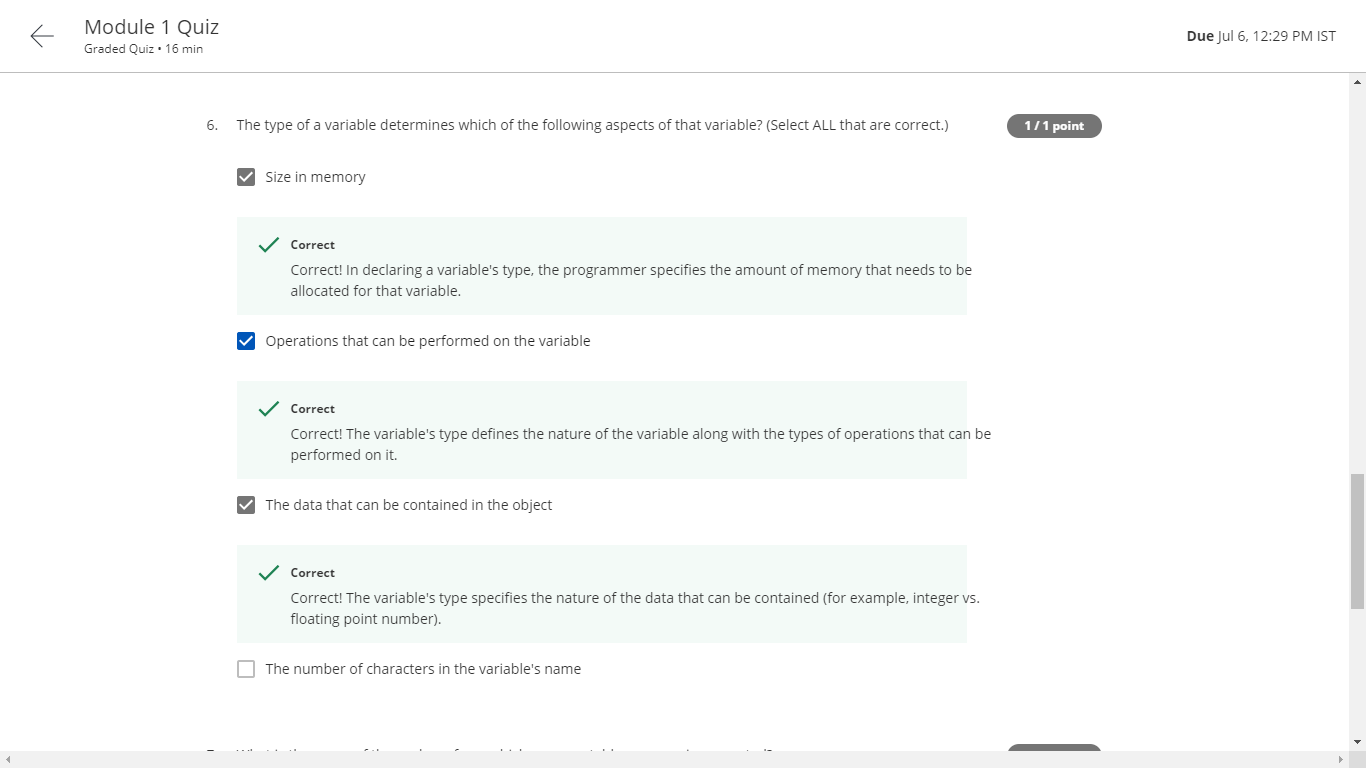 Module 1 Quiz
Graded Quiz • 16 min
Due Jul 6, 12:29 PM IST
6. The type of a variable determines which of the following aspects of that variable? (Select ALL that are correct.)
1 / 1 point
Size in memory
Correct
Correct! In declaring a variable's type, the programmer specifies the amount of memory that needs to be
allocated for that variable.
Operations that can be performed on the variable
Correct
Correct! The variable's type defines the nature of the variable along with the types of operations that can be
performed on it.
The data that can be contained in the object
Correct
Correct! The variable's type specifies the nature of the data that can be contained (for example, integer vs.
floating point number).
The number of characters in the variable's name